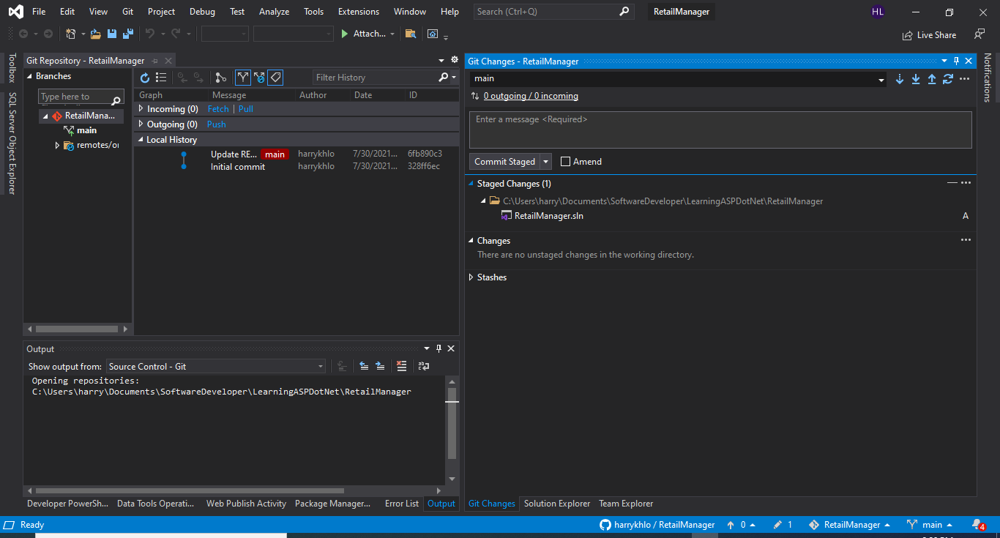 File Edit View Git Project Debug Test Analyze Tools Extensions Window Help Search (Ctrl+Q) RetailManager HL
Attach... Live Share
Toolbox
SQL Server Object Explorer
Git Repository - RetailManager
Branches
Type here to
RetailMana...
main
remotes/or
Filter History
Graph Message Author Date ID
Incoming (0) Fetch | Pull
Outgoing (0) Push
Local History
Update RE... main harrykhlo 7/30/2021... 6fb890c3
Initial commit harrykhlo 7/30/2021... 328ff6ec
Output
Show output from: Source Control - Git
Opening repositories:
C:\Users\harry\Documents\SoftwareDeveloper\LearningASPDotNet\RetailManager
Developer PowerSh... Data Tools Operati... Web Publish Activity Package Manager... Error List Output
Git Changes - RetailManager
main
0 outgoing / 0 incoming
Enter a message <Required>
Commit Staged Amend
Staged Changes (1)
C:\Users\harry\Documents\SoftwareDeveloper\LearningASPDotNet\RetailManager
RetailManager.sln A
Changes
There are no unstaged changes in the working directory.
Stashes
Git Changes Solution Explorer Team Explorer
Notifications
Ready harrykhlo / RetailManager 0 1 RetailManager main 4